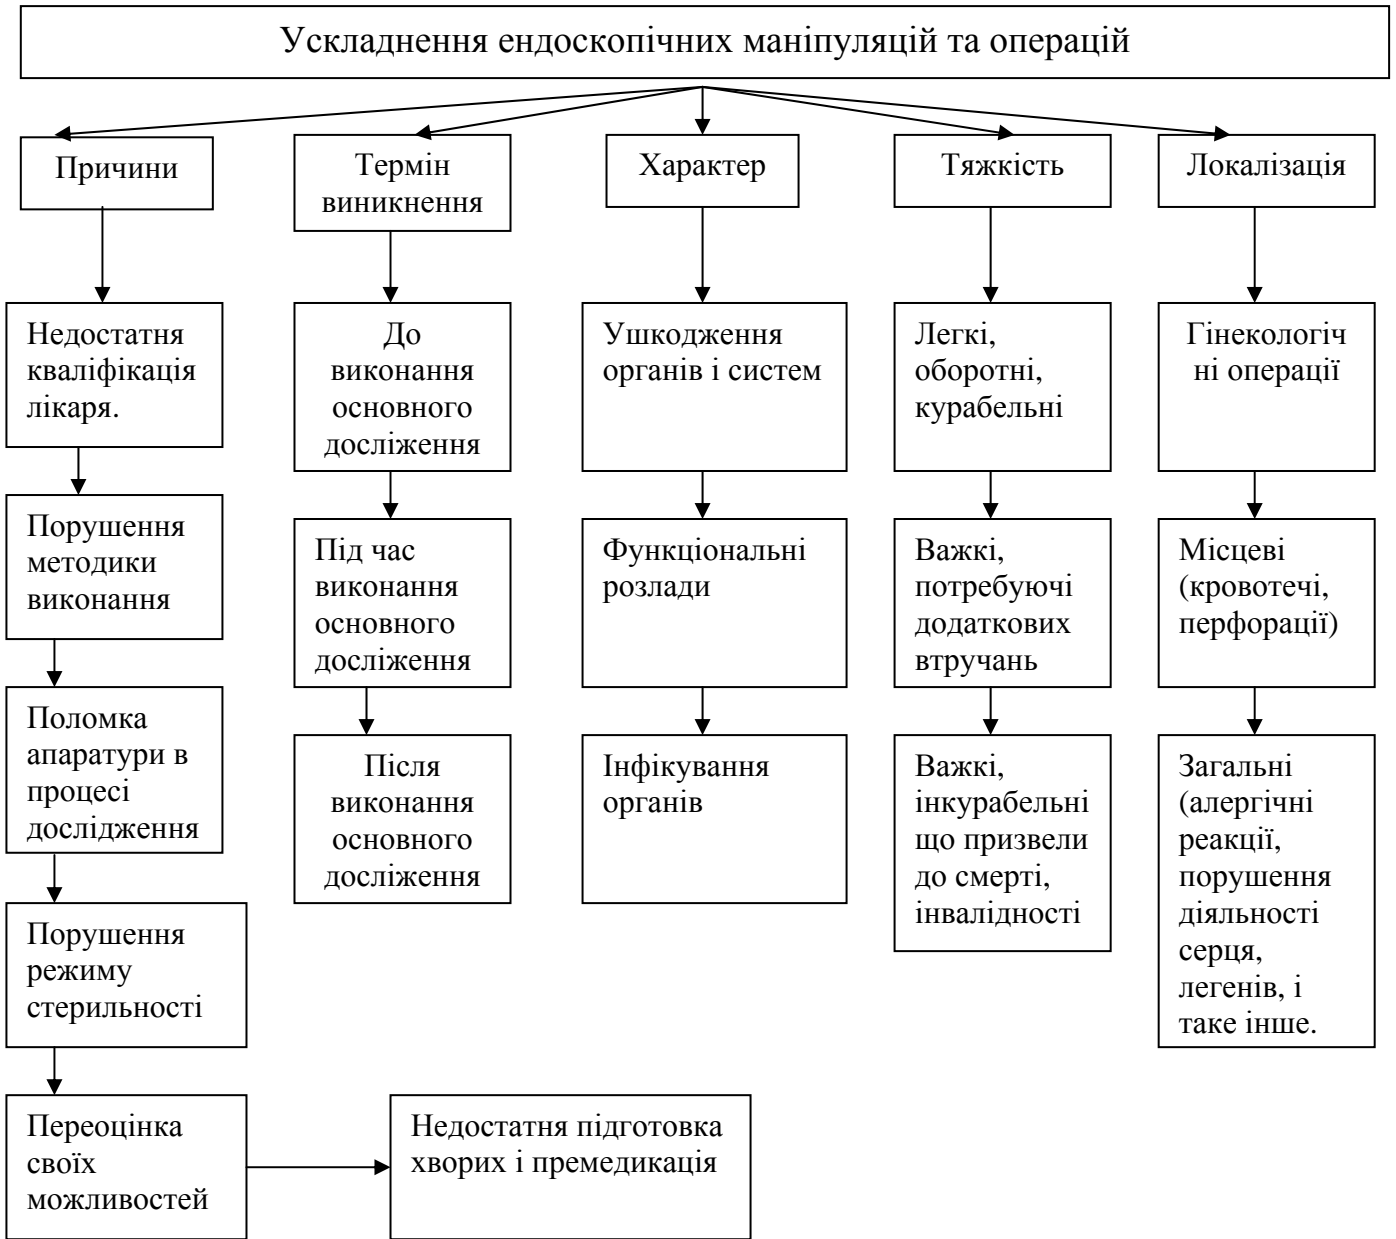 Ускладнення ендоскопічних маніпуляцій та операцій
Причини
Термін
виникнення
Характер
Тяжкість
Локалізація
Недостатня
кваліфікація
лікаря.
Порушення
методики
виконання
Поломка
апаратури в
процесі
дослідження
Порушення
режиму
стерильності
Переоцінка
своїх
можливостей
Недостатня підготовка
хворих і премедикація
До
виконання
основного
досліження
Під час
виконання
основного
досліження
Після
виконання
основного
досліження
Ушкодження
органів і систем
Функціональні
розлади
Інфікування
органів
Легкі,
оборотні,
курабельні
Важкі,
потребуючі
додаткових
втручань
Важкі,
інкурабельні
що призвели
до смерті,
інвалідності
Гінекологіч
ні операції
Місцеві
(кровотечі,
перфорації)
Загальні
(алергічні
реакції,
порушення
діяльності
серця,
легенів, і
таке інше.